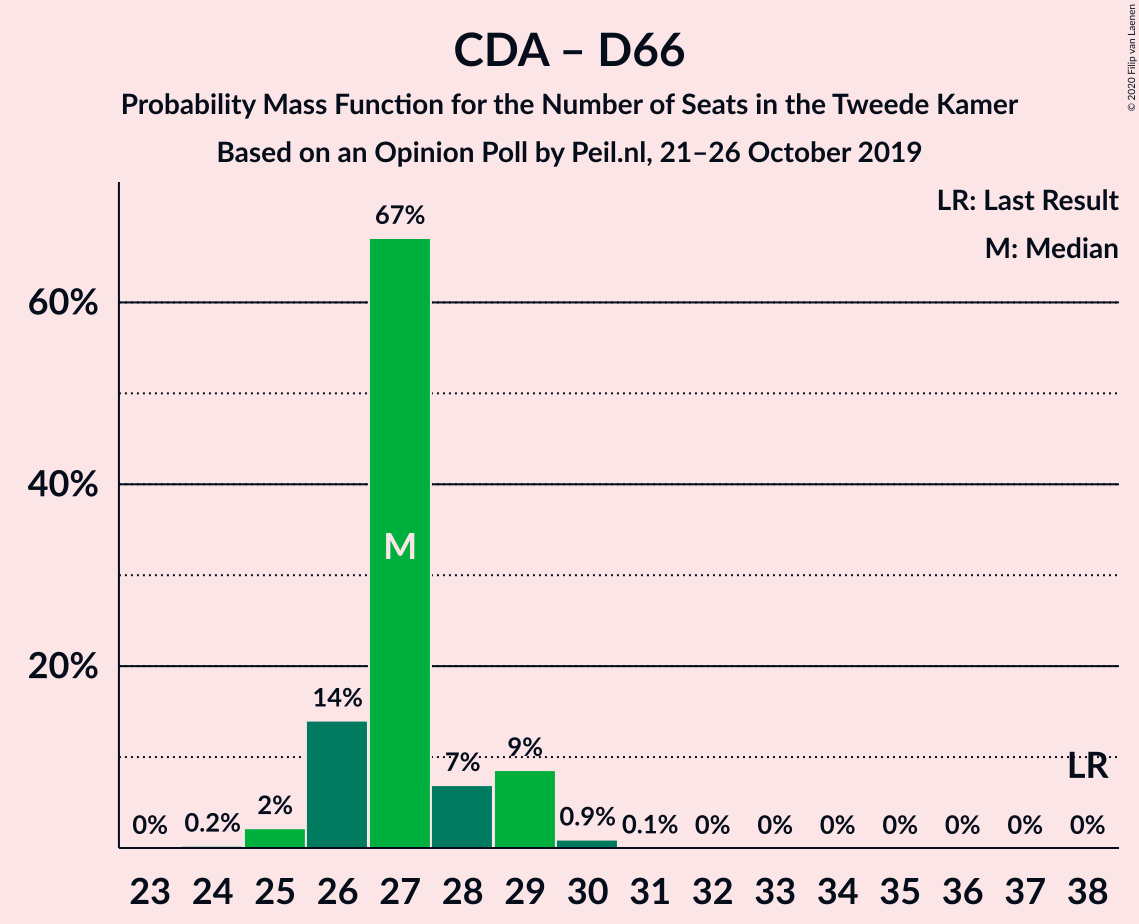 CDA – D66
Probability Mass Function for the Number of Seats in the Tweede Kamer
Based on an Opinion Poll by Peil.nl, 21–26 October 2019
© 2020 Filip van Laenen
LR: Last Result
M: Median
60%
40%
20%
0%
0.2%
2%
14%
67%
M
7%
9%
0.9%
0.1%
0%
0%
0%
0%
0%
0%
0%
LR
23 24 25 26 27 28 29 30 31 32 33 34 35 36 37 38